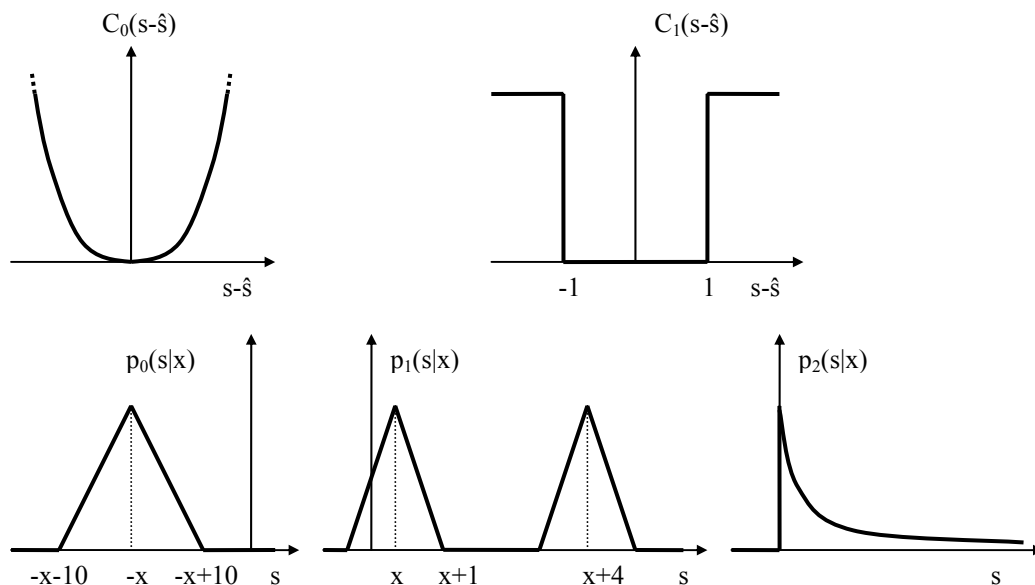 C₀(s-ŝ)
C₁(s-ŝ)
s-ŝ
-1 1 s-ŝ
p₀(s|x)
p₁(s|x)
p₂(s|x)
-x-10 -x -x+10 s
x x+1 x+4 s
s